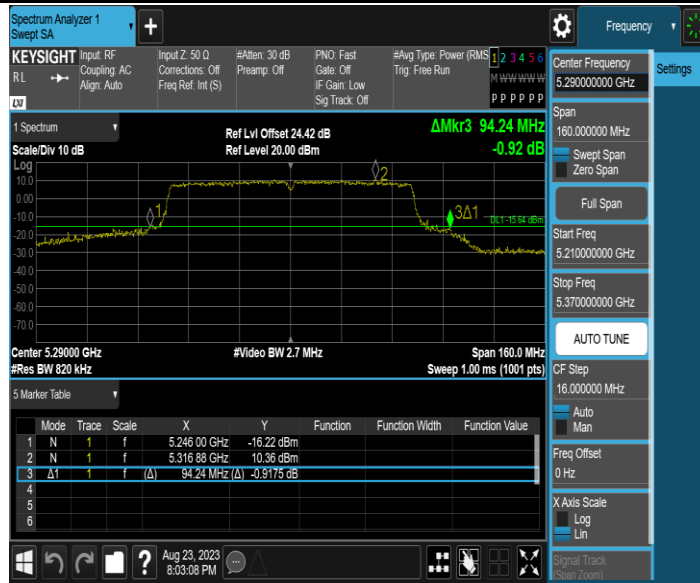 Spectrum Analyzer 1
Swept SA
+
Frequency
KEYSIGHT
RL
LXI
Input: RF
Coupling: AC
Align: Auto
Input Z: 50 Ω
Corrections: Off
Freq Ref: Int (S)
#Atten: 30 dB
Preamp: Off
PNO: Fast
Gate: Off
IF Gain: Low
Sig Track: Off
#Avg Type: Power (RMS
Trig: Free Run
1 2 3 4 5 6
M W W W W W
P P P P P P
1 Spectrum
Scale/Div 10 dB
Ref Lvl Offset 24.42 dB
Ref Level 20.00 dBm
ΔMkr3 94.24 MHz
-0.92 dB
Log
10.0
0.00
-10.0
-20.0
-30.0
-40.0
-50.0
-60.0
-70.0
1
2
3Δ1
DL1 -15.64 dBm
Center 5.29000 GHz
#Video BW 2.7 MHz
Span 160.0 MHz
#Res BW 820 kHz
Sweep 1.00 ms (1001 pts)
5 Marker Table
Mode Trace Scale X Y Function Function Width Function Value
1 N 1 f 5.246 00 GHz -16.22 dBm
2 N 1 f 5.316 88 GHz 10.36 dBm
3 Δ1 1 f (Δ) 94.24 MHz (Δ) -0.9175 dB
4
5
6
?
Aug 23, 2023
8:03:08 PM
Center Frequency
5.290000000 GHz
Settings
Span
160.000000 MHz
Swept Span
Zero Span
Full Span
Start Freq
5.210000000 GHz
Stop Freq
5.370000000 GHz
AUTO TUNE
CF Step
16.000000 MHz
Auto
Man
Freq Offset
0 Hz
X Axis Scale
Log
Lin
Signal Track
(Span Zoom)